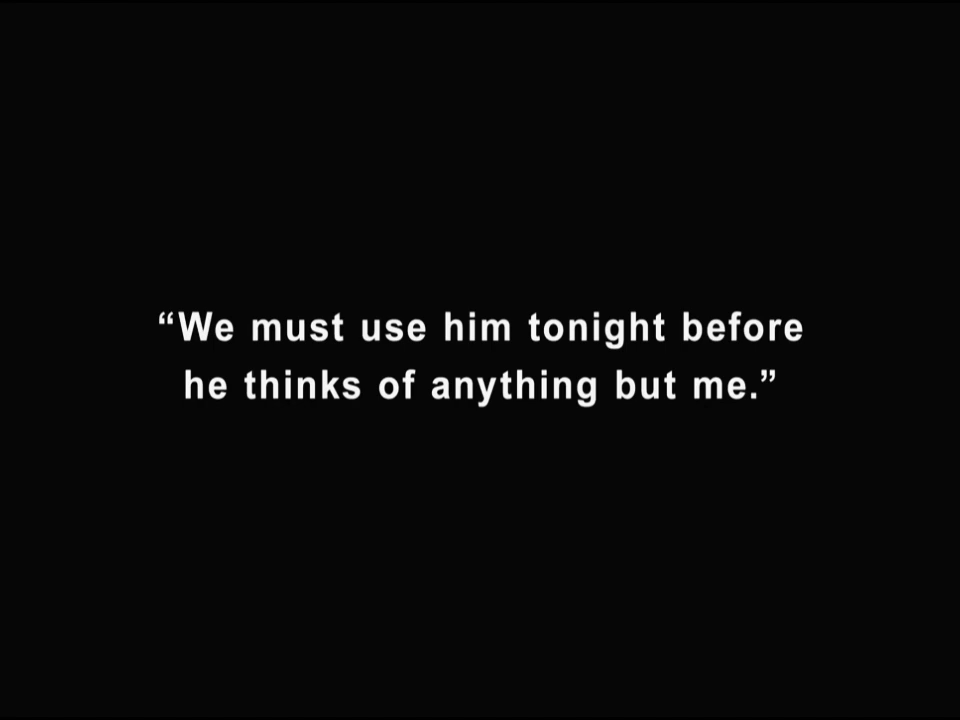 “We must use him tonight before
he thinks of anything but me.”